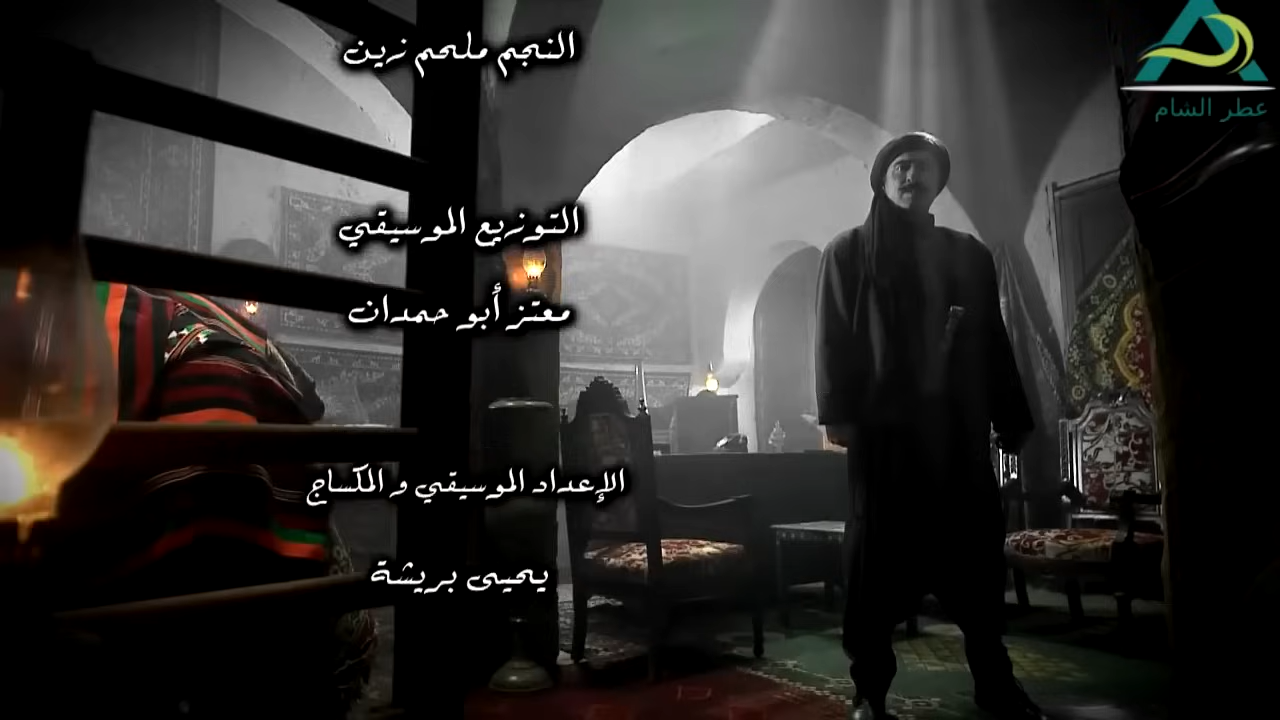 النجم ملحم زين
عطر الشام
التوزيع الموسيقي
معتز أبو حمدان
الإعداد الموسيقي و المكساج
يحيى بريشة